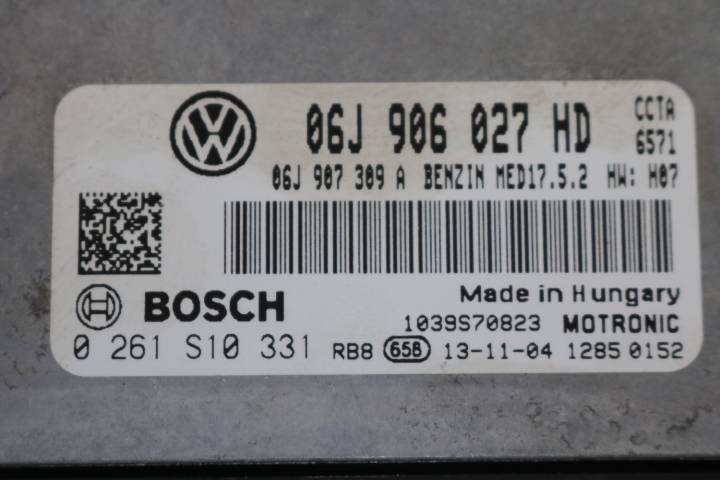 06J 906 027 HD CCTA 6571
06J 907 309 A BENZIN MED17.5.2 HW: H07
BOSCH
Made in Hungary
1039S70823 MOTRONIC
0 261 S10 331 RB8 658 13-11-04 1285 0152